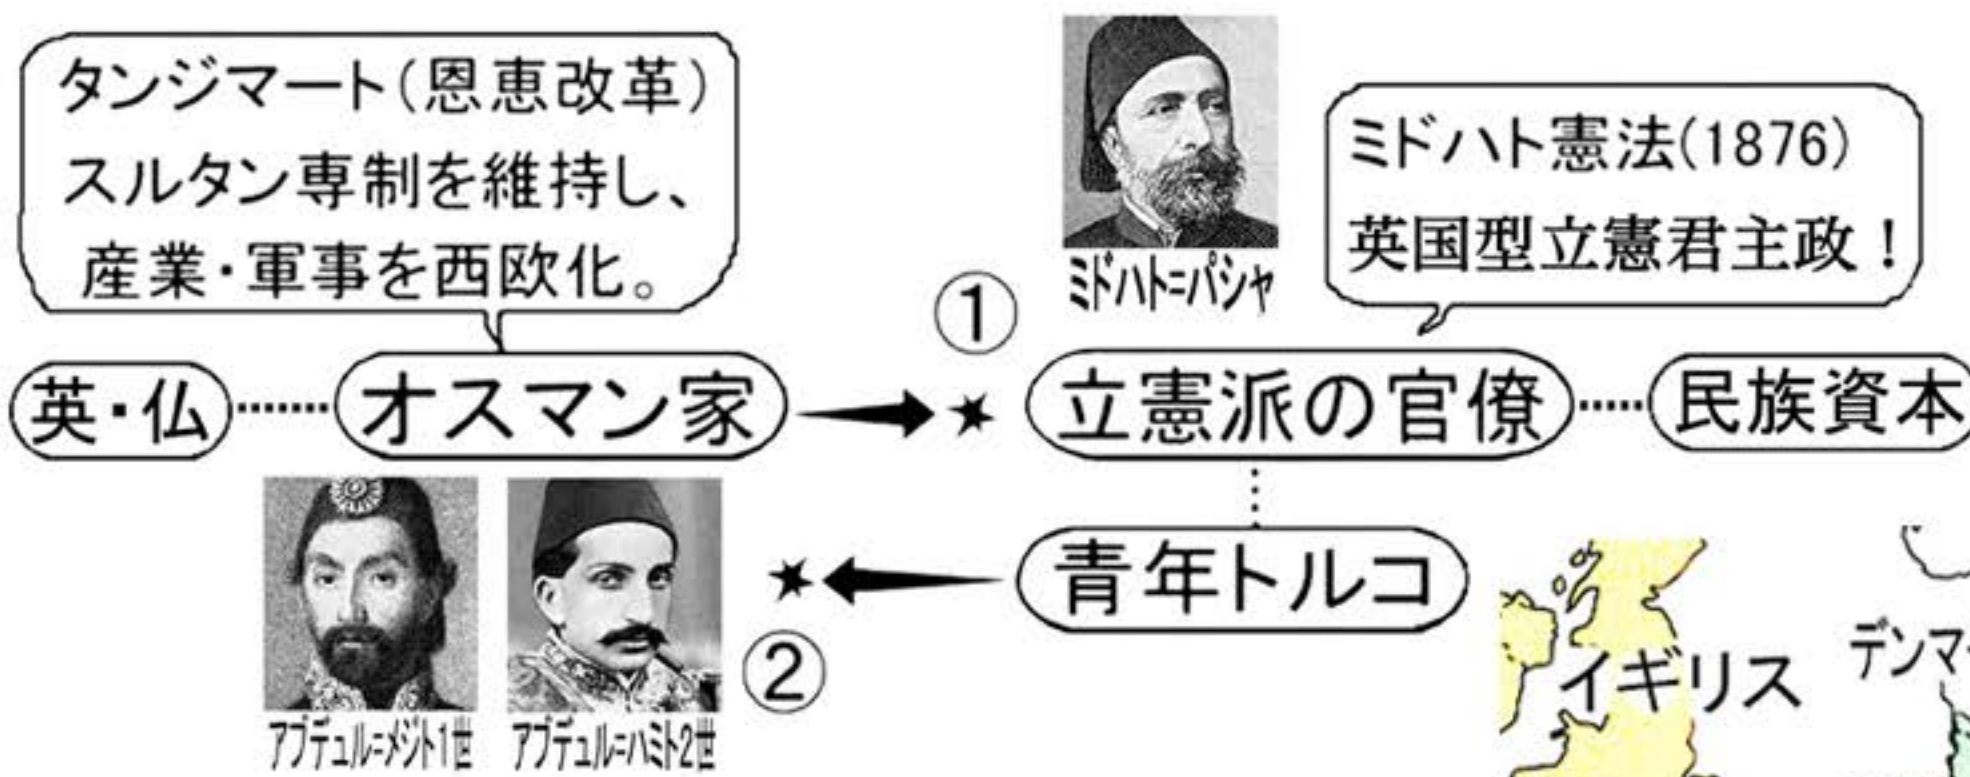 タンジマート(恩恵改革)
スルタン専制を維持し、
産業・軍事を西欧化。
ミドハト=パシャ
ミドハト憲法(1876)
英国型立憲君主政!
①
英・仏
オスマン家
立憲派の官僚
民族資本
青年トルコ
②
アブデュル=メジト1世
アブデュル=ハミト2世
イギリス
デンマー